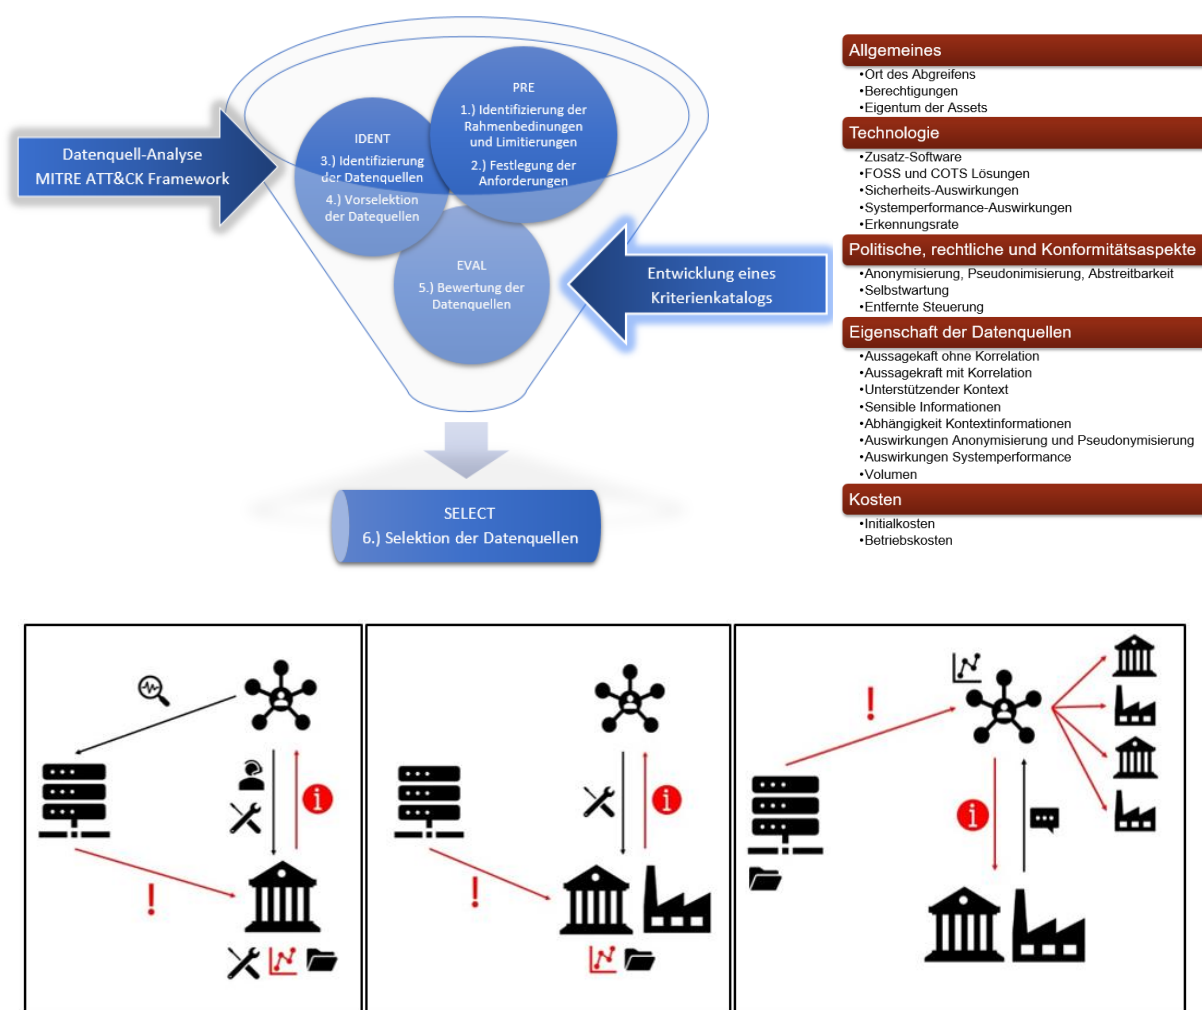 PRE
1.) Identifizierung der
Rahmenbedinungen
und Limitierungen
2.) Festlegung der
Anforderungen
IDENT
3.) Identifizierung
der Datenquellen
4.) Vorselektion
der Datequellen
Datenquell-Analyse
MITRE ATT&CK Framework
EVAL
5.) Bewertung der
Datenquellen
Entwicklung eines
Kriterienkatalogs
SELECT
6.) Selektion der Datenquellen
Allgemeines
•Ort des Abgreifens
•Berechtigungen
•Eigentum der Assets
Technologie
•Zusatz-Software
•FOSS und COTS Lösungen
•Sicherheits-Auswirkungen
•Systemperformance-Auswirkungen
•Erkennungsrate
Politische, rechtliche und Konformitätsaspekte
•Anonymisierung, Pseudonimisierung, Abstreitbarkeit
•Selbstwartung
•Entfernte Steuerung
Eigenschaft der Datenquellen
•Aussagekaft ohne Korrelation
•Aussagekraft mit Korrelation
•Unterstützender Kontext
•Sensible Informationen
•Abhängigkeit Kontextinformationen
•Auswirkungen Anonymisierung und Pseudonymisierung
•Auswirkungen Systemperformance
•Volumen
Kosten
•Initialkosten
•Betriebskosten
!
i
!
i
!
i